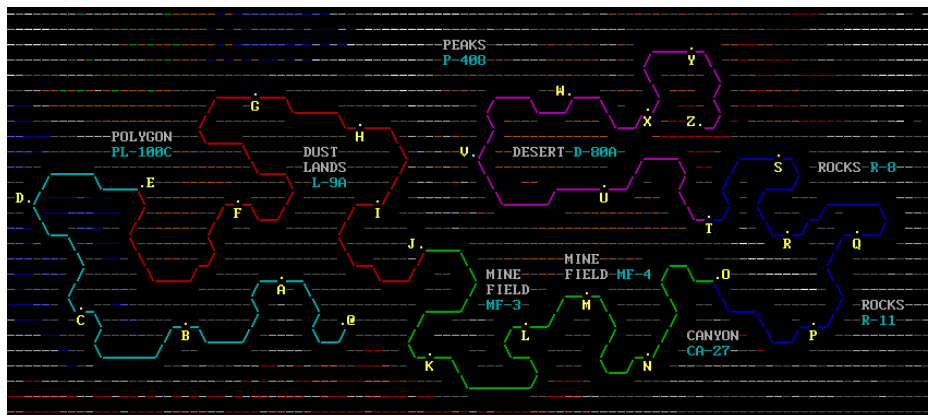 PEAKS
P-408
Y
W.
G
X
Z.
H
POLYGON
PL-100C
DUST
LANDS
L-9A
V.
DESERT D-80A
S
ROCKS R-8
D.
.E
U
F
I
T
J.
R
Q
MINE
FIELD MF-4
MINE
FIELD
MF-3
.O
A
M
C
B
.@
L
ROCKS
R-11
P
CANYON
CA-27
K
N